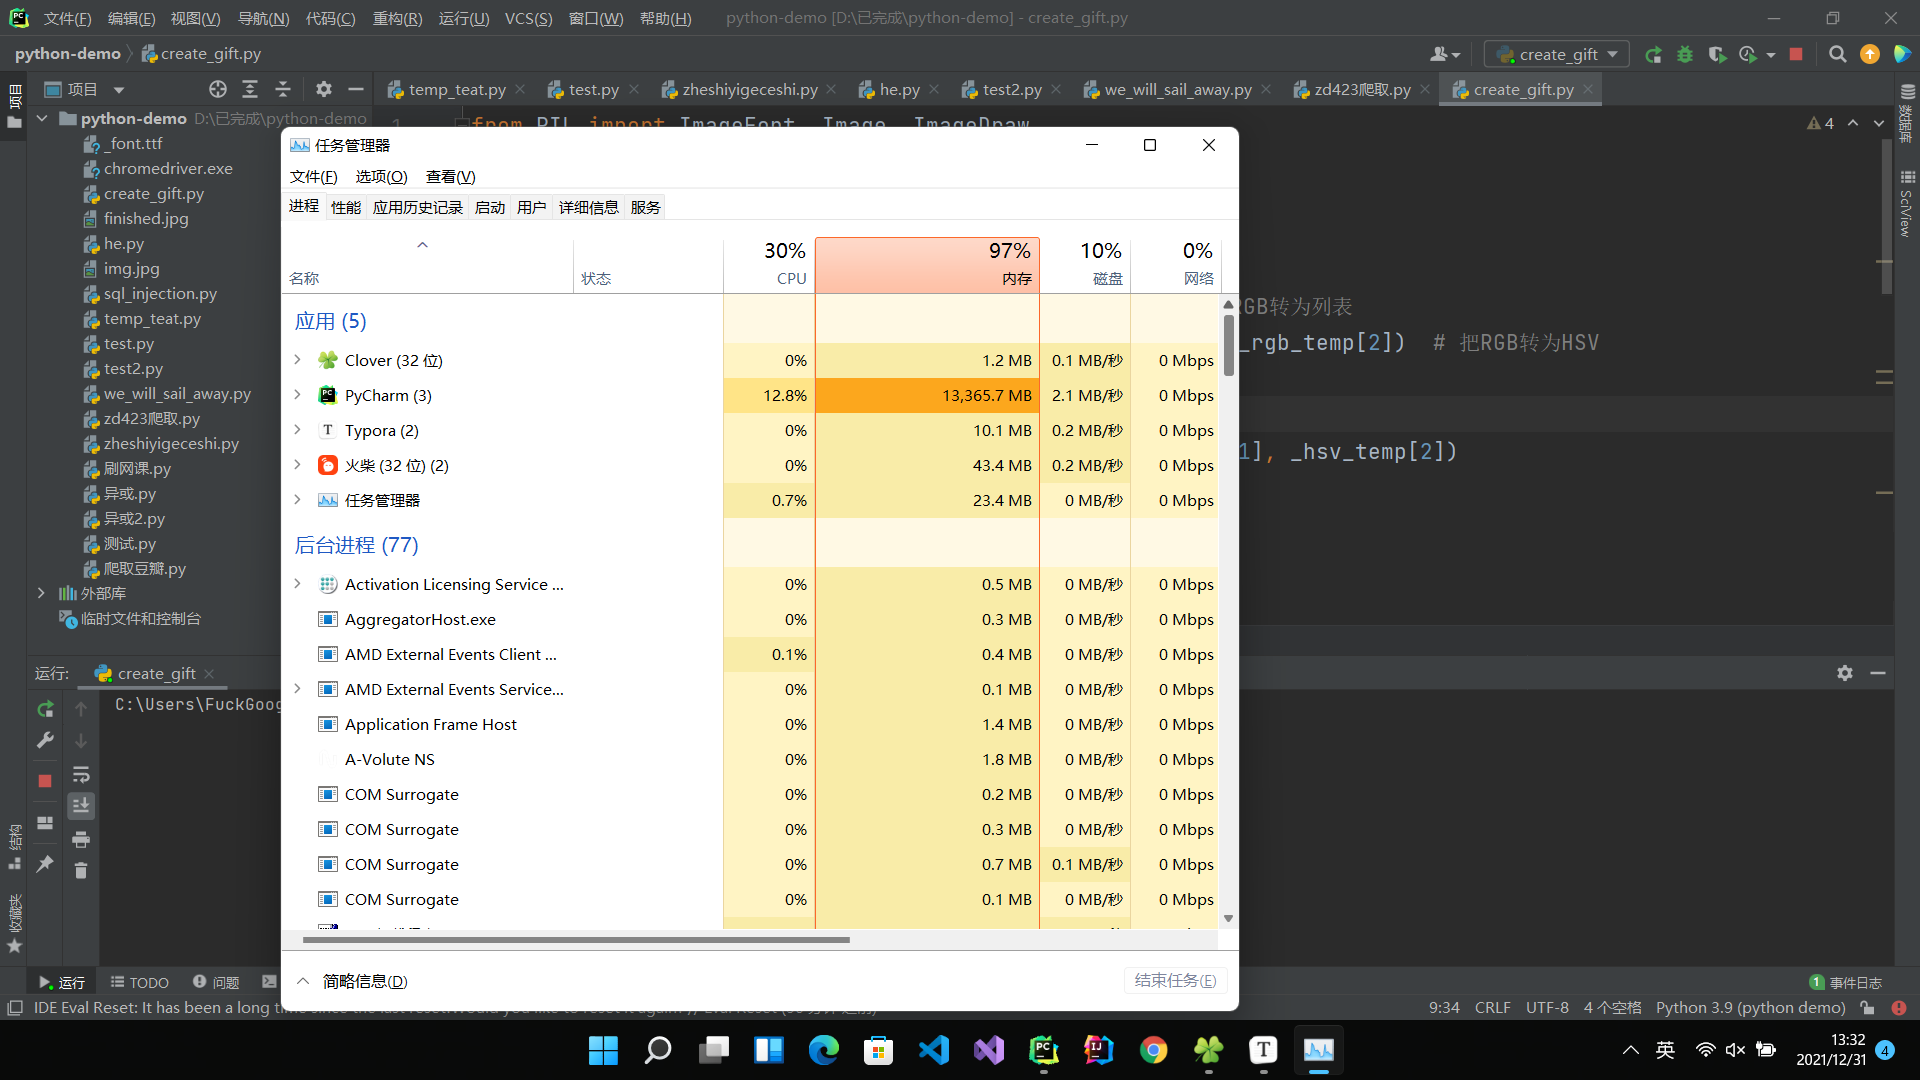 文件(F) 编辑(E) 视图(V) 导航(N) 代码(C) 重构(R) 运行(U) VCS(S) 窗口(W) 帮助(H) python-demo [D:\已完成\python-demo] - create_gift.py
python-demo create_gift.py create_gift
项目 temp_teat.py test.py zheshiyigeceshi.py he.py test2.py we_will_sail_away.py zd423爬取.py create_gift.py
项目
数据库
SciView
结构
收藏夹
python-demo D:\已完成\python-demo
_font.ttf
chromedriver.exe
create_gift.py
finished.jpg
he.py
img.jpg
sql_injection.py
temp_teat.py
test.py
test2.py
we_will_sail_away.py
zd423爬取.py
zheshiyigeceshi.py
刷网课.py
异或.py
异或2.py
测试.py
爬取豆瓣.py
外部库
临时文件和控制台
1 from PIL import ImageFont, Image, ImageDraw
4
RGB转为列表
_rgb_temp[2]) # 把RGB转为HSV
1], _hsv_temp[2])
任务管理器
文件(F) 选项(O) 查看(V)
进程 性能 应用历史记录 启动 用户 详细信息 服务
30% 97% 10% 0%
名称 状态 CPU 内存 磁盘 网络
应用 (5)
Clover (32 位) 0% 1.2 MB 0.1 MB/秒 0 Mbps
PyCharm (3) 12.8% 13,365.7 MB 2.1 MB/秒 0 Mbps
Typora (2) 0% 10.1 MB 0.2 MB/秒 0 Mbps
火柴 (32 位) (2) 0% 43.4 MB 0.2 MB/秒 0 Mbps
任务管理器 0.7% 23.4 MB 0 MB/秒 0 Mbps
后台进程 (77)
Activation Licensing Service ... 0% 0.5 MB 0 MB/秒 0 Mbps
AggregatorHost.exe 0% 0.3 MB 0 MB/秒 0 Mbps
AMD External Events Client ... 0.1% 0.4 MB 0 MB/秒 0 Mbps
AMD External Events Service... 0% 0.1 MB 0 MB/秒 0 Mbps
Application Frame Host 0% 1.4 MB 0 MB/秒 0 Mbps
A-Volute NS 0% 1.8 MB 0 MB/秒 0 Mbps
COM Surrogate 0% 0.2 MB 0 MB/秒 0 Mbps
COM Surrogate 0% 0.3 MB 0 MB/秒 0 Mbps
COM Surrogate 0% 0.7 MB 0.1 MB/秒 0 Mbps
COM Surrogate 0% 0.1 MB 0 MB/秒 0 Mbps
简略信息(D) 结束任务(E)
运行: create_gift
C:\Users\FuckGoog
运行 TODO 问题 1 事件日志
IDE Eval Reset: It has been a long 9:34 CRLF UTF-8 4 个空格 Python 3.9 (python demo)
英 13:32
2021/12/31 4